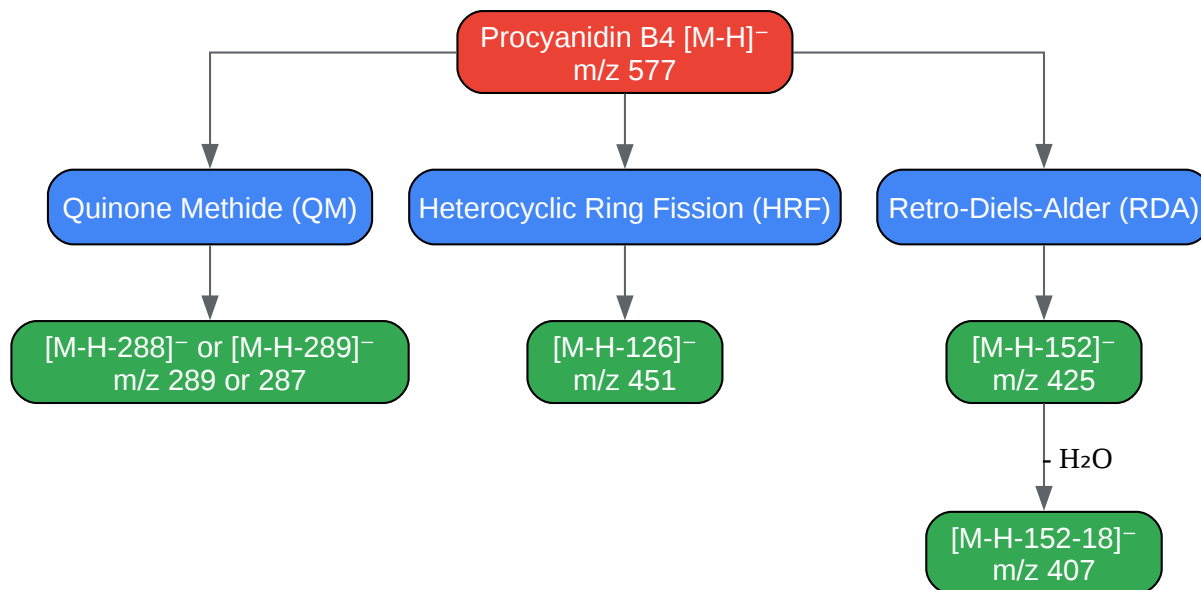 Procyanidin B4 [M-H]⁻
m/z 577
Quinone Methide (QM)
Heterocyclic Ring Fission (HRF)
Retro-Diels-Alder (RDA)
[M-H-288]⁻ or [M-H-289]⁻
m/z 289 or 287
[M-H-126]⁻
m/z 451
[M-H-152]⁻
m/z 425
- H₂O
[M-H-152-18]⁻
m/z 407